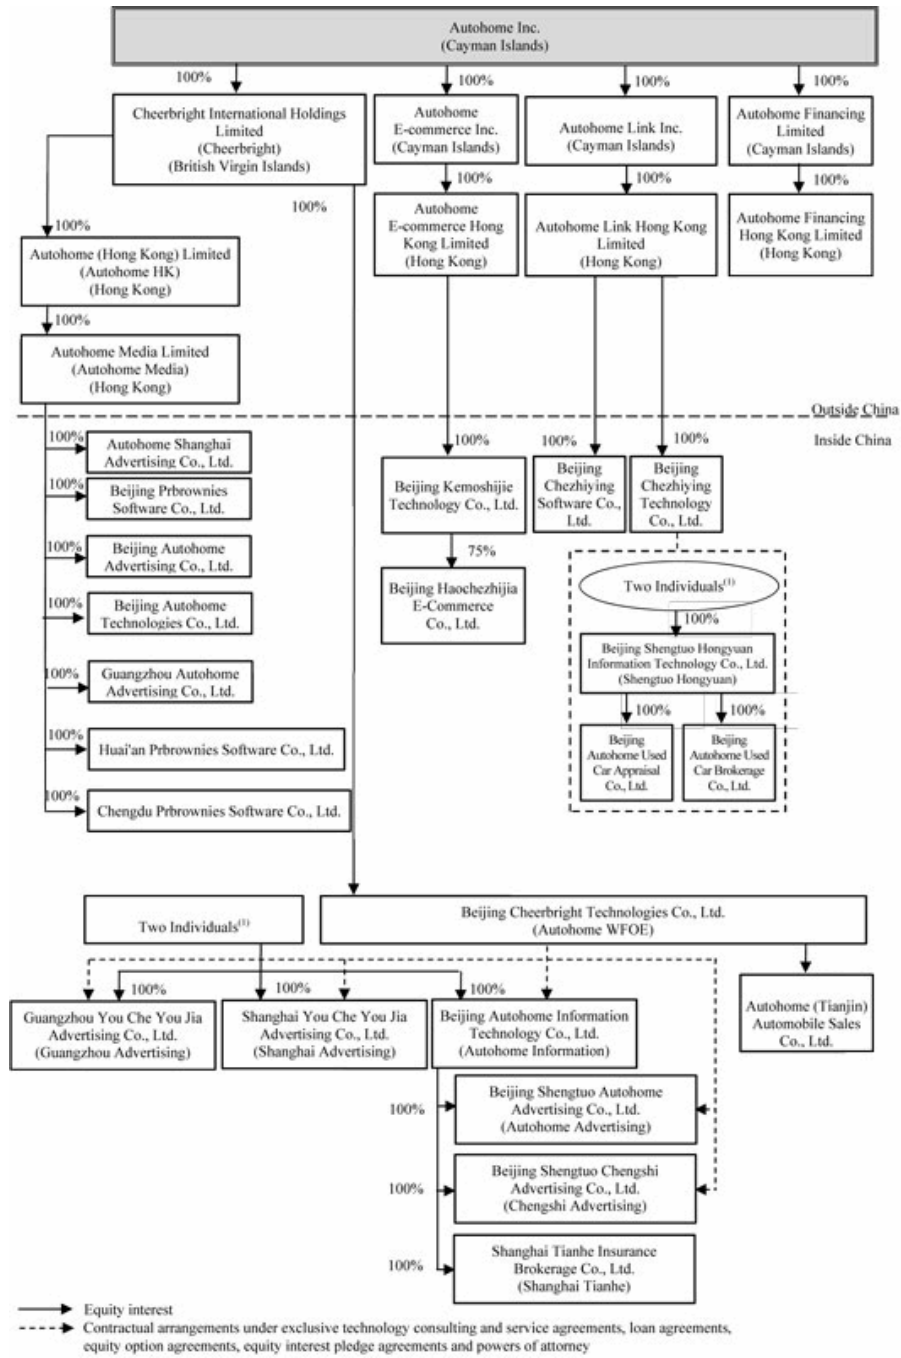 Autohome Inc.
(Cayman Islands)
100%
100%
100%
100%
Cheerbright International Holdings
Limited
(Cheerbright)
(British Virgin Islands)
Autohome
E-commerce Inc.
(Cayman Islands)
Autohome Link Inc.
(Cayman Islands)
Autohome Financing
Limited
(Cayman Islands)
100%
100%
100%
100%
100%
Autohome
E-commerce Hong
Kong Limited
(Hong Kong)
Autohome Link Hong Kong
Limited
(Hong Kong)
Autohome Financing
Hong Kong Limited
(Hong Kong)
Autohome (Hong Kong) Limited
(Autohome HK)
(Hong Kong)
100%
Autohome Media Limited
(Autohome Media)
(Hong Kong)
Outside China
Inside China
100%
Autohome Shanghai
Advertising Co., Ltd.
100%
Beijing Prbrownies
Software Co., Ltd.
100%
Beijing Autohome
Advertising Co., Ltd.
100%
Beijing Autohome
Technologies Co., Ltd.
100%
Guangzhou Autohome
Advertising Co., Ltd.
100%
Huai'an Prbrownies Software Co., Ltd.
100%
Chengdu Prbrownies Software Co., Ltd.
100%
100%
100%
Beijing Kemoshijie
Technology Co., Ltd.
75%
Beijing Haochezhijia
E-Commerce
Co., Ltd.
Beijing
Chezhiying
Software Co.,
Ltd.
Beijing
Chezhiying
Technology
Co., Ltd.
Two Individuals(1)
100%
Beijing Shengtuo Hongyuan
Information Technology Co., Ltd.
(Shengtuo Hongyuan)
100%
100%
Beijing
Autohome Used
Car Appraisal
Co., Ltd.
Beijing
Autohome Used
Car Brokerage
Co., Ltd.
Two Individuals(1)
Beijing Cheerbright Technologies Co., Ltd.
(Autohome WFOE)
100%
100%
100%
Guangzhou You Che You Jia
Advertising Co., Ltd.
(Guangzhou Advertising)
Shanghai You Che You Jia
Advertising Co., Ltd.
(Shanghai Advertising)
Beijing Autohome Information
Technology Co., Ltd.
(Autohome Information)
Autohome (Tianjin)
Automobile Sales
Co., Ltd.
100%
Beijing Shengtuo Autohome
Advertising Co., Ltd.
(Autohome Advertising)
100%
Beijing Shengtuo Chengshi
Advertising Co., Ltd.
(Chengshi Advertising)
100%
Shanghai Tianhe Insurance
Brokerage Co., Ltd.
(Shanghai Tianhe)
Equity interest
Contractual arrangements under exclusive technology consulting and service agreements, loan agreements,
equity option agreements, equity interest pledge agreements and powers of attorney